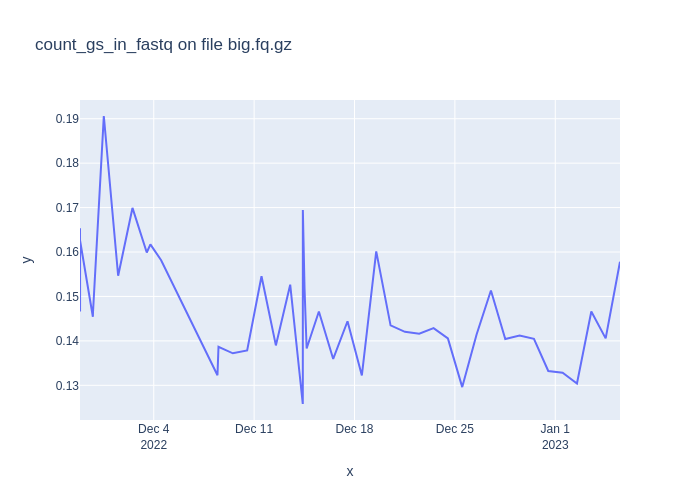 count_gs_in_fastq on file big.fq.gz
0.19
0.18
0.17
0.16
0.15
0.14
0.13
y
Dec 4
2022
Dec 11
Dec 18
Dec 25
Jan 1
2023
x